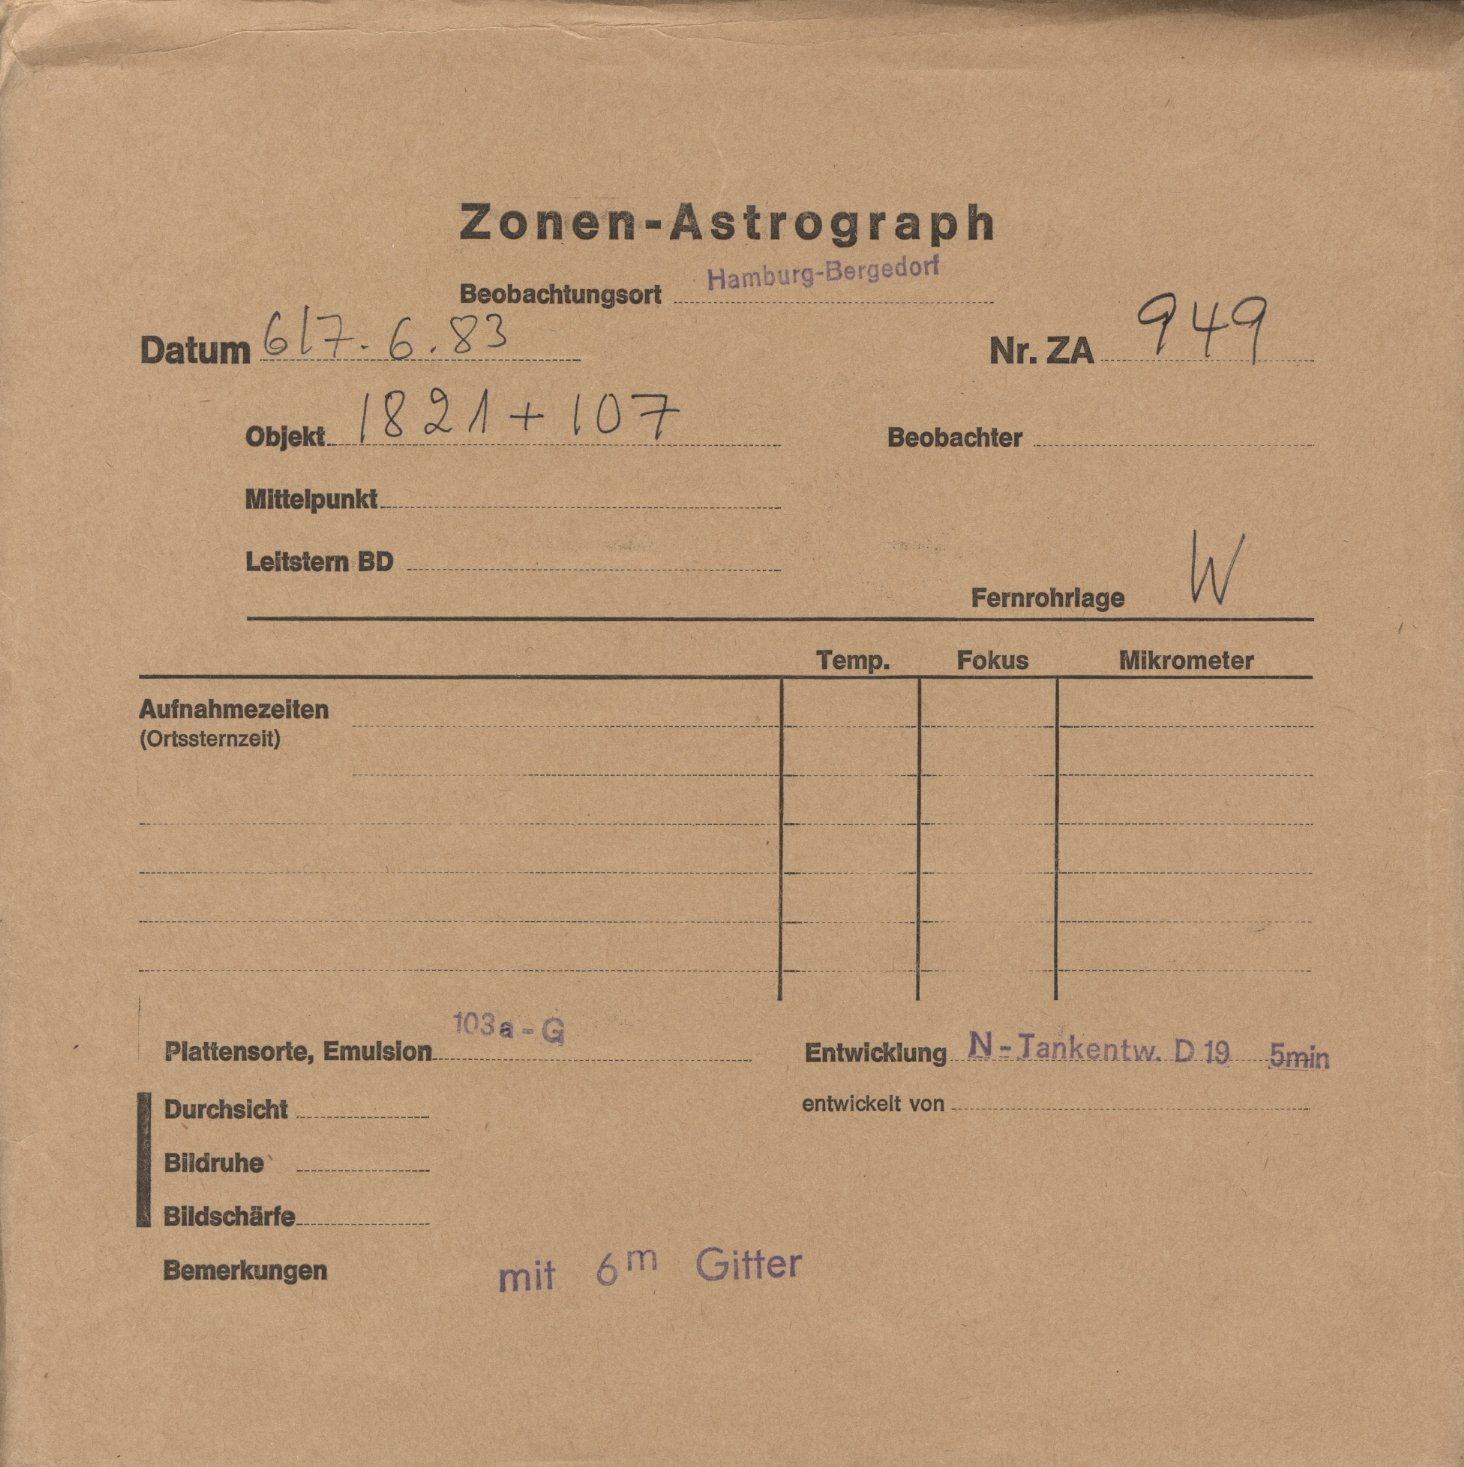 Zonen-Astrograph
Beobachtungsort Hamburg-Bergedorf
Datum 6/7.6.83 Nr. ZA 949
Objekt 1821+107 Beobachter
Mittelpunkt
Leitstern BD
Fernrohrlage W
Temp. Fokus Mikrometer
Aufnahmezeiten
(Ortssternzeit)
Plattensorte, Emulsion 103a-G Entwicklung N-Tankentw. D 19 5min
Durchsicht entwickelt von
Bildruhe
Bildschärfe
Bemerkungen mit 6m Gitter